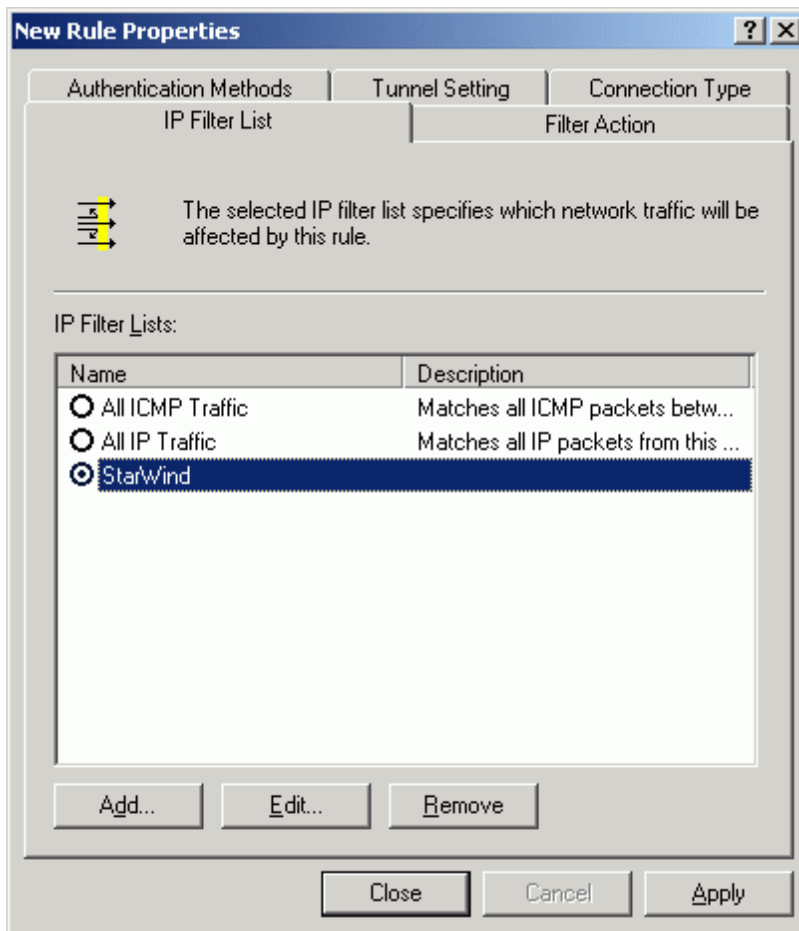 New Rule Properties
Authentication Methods Tunnel Setting Connection Type
IP Filter List Filter Action
The selected IP filter list specifies which network traffic will be
affected by this rule.
IP Filter Lists:
Name Description
All ICMP Traffic Matches all ICMP packets betw...
All IP Traffic Matches all IP packets from this ...
StarWind
Add... Edit... Remove
Close Cancel Apply